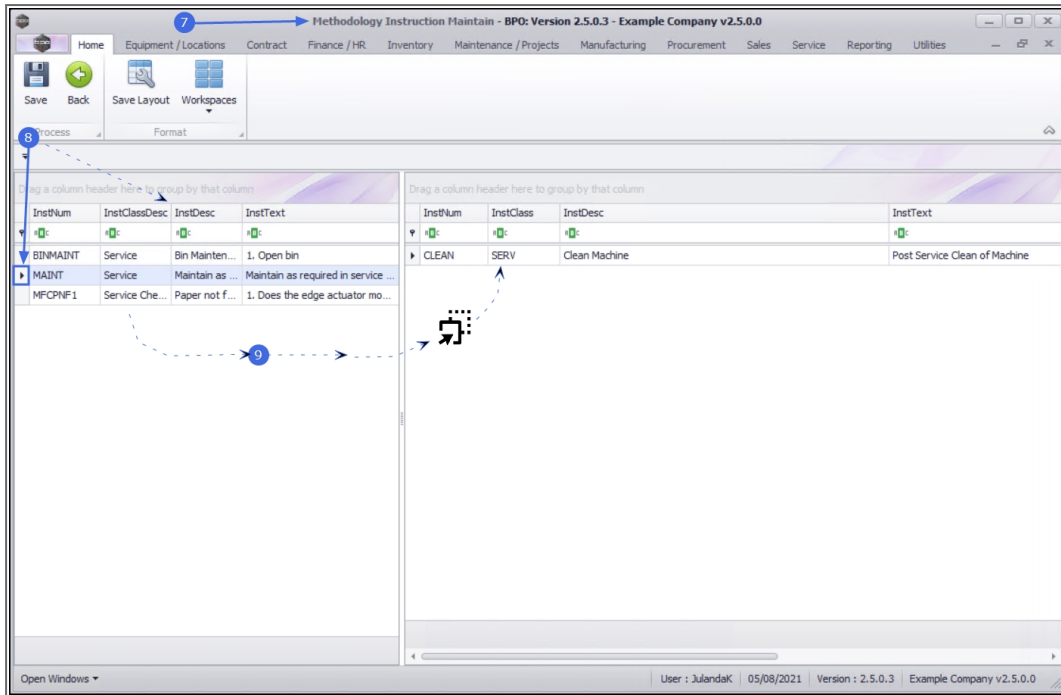 7
Methodology Instruction Maintain - BPO: Version 2.5.0.3 - Example Company v2.5.0.0
Home Equipment / Locations Contract Finance / HR Inventory Maintenance / Projects Manufacturing Procurement Sales Service Reporting Utilities
Save Back Save Layout Workspaces
Process Format
8
Drag a column header here to group by that column Drag a column header here to group by that column
InstNum InstClassDesc InstDesc InstText InstNum InstClass InstDesc InstText
BINMAINT Service Bin Mainten... 1. Open bin CLEAN SERV Clean Machine Post Service Clean of Machine
MAINT Service Maintain as ... Maintain as required in service ...
MFCPNF1 Service Che... Paper not f... 1. Does the edge actuator mo...
9
Open Windows User : JulandaK 05/08/2021 Version : 2.5.0.3 Example Company v2.5.0.0